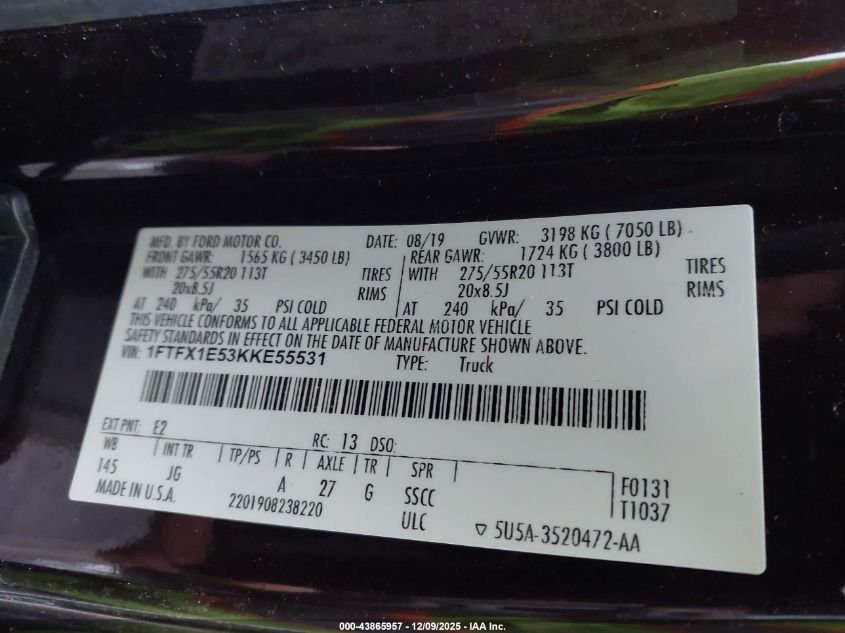 MFD. BY FORD MOTOR CO. DATE: 08/19 GVWR: 3198 KG ( 7050 LB)
FRONT GAWR: 1565 KG ( 3450 LB) REAR GAWR: 1724 KG ( 3800 LB)
WITH 275/55R20 113T TIRES WITH 275/55R20 113T TIRES
20x8.5J RIMS 20x8.5J RIMS
AT 240 kPa/ 35 PSI COLD AT 240 kPa/ 35 PSI COLD
THIS VEHICLE CONFORMS TO ALL APPLICABLE FEDERAL MOTOR VEHICLE
SAFETY STANDARDS IN EFFECT ON THE DATE OF MANUFACTURE SHOWN ABOVE.
VIN: 1FTFX1E53KKE55531 TYPE: Truck
EXT PNT: E2 RC: 13 DSO:
WB INT TR TP/PS R AXLE TR SPR
145 JG A 27 G SSCC F0131
MADE IN U.S.A. 2201908238220 ULC T1037
5U5A-3520472-AA
000-43865957 - 12/09/2025 - IAA Inc.